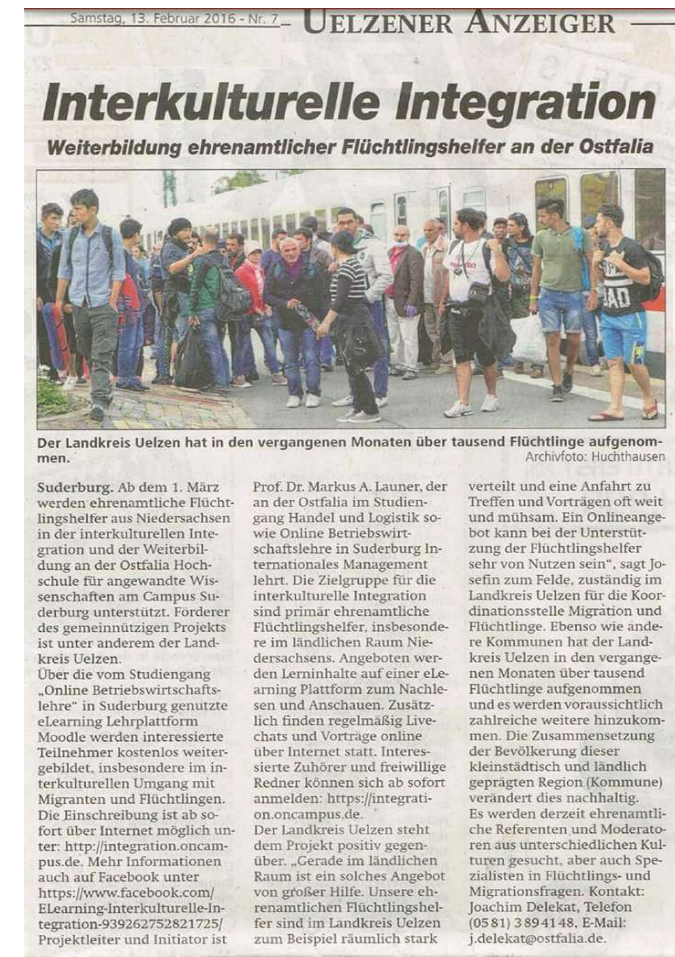 Samstag, 13. Februar 2016 - Nr. 7
UELZENER ANZEIGER
Interkulturelle Integration
Weiterbildung ehrenamtlicher Flüchtlingshelfer an der Ostfalia
Der Landkreis Uelzen hat in den vergangenen Monaten über tausend Flüchtlinge aufgenom-
men.
Archivfoto: Huchthausen
Suderburg. Ab dem 1. März
werden ehrenamtliche Flücht-
lingshelfer aus Niedersachsen
in der interkulturellen Inte-
gration und der Weiterbil-
dung an der Ostfalia Hoch-
schule für angewandte Wis-
senschaften am Campus Su-
derburg unterstützt. Förderer
des gemeinnützigen Projekts
ist unter anderem der Land-
kreis Uelzen.
Über die vom Studiengang
„Online Betriebswirtschafts-
lehre“ in Suderburg genutzte
eLearning Lehrplattform
Moodle werden interessierte
Teilnehmer kostenlos weiter-
gebildet, insbesondere im in-
terkulturellen Umgang mit
Migranten und Flüchtlingen.
Die Einschreibung ist ab so-
fort über Internet möglich un-
ter: http://integration.oncam-
pus.de. Mehr Informationen
auch auf Facebook unter
https://www.facebook.com/
ELearning-Interkulturelle-In-
tegration-939262752821725/
Projektleiter und Initiator ist
Prof. Dr. Markus A. Launer, der
an der Ostfalia im Studien-
gang Handel und Logistik so-
wie Online Betriebswirt-
schaftslehre in Suderburg In-
ternationales Management
lehrt. Die Zielgruppe für die
interkulturelle Integration
sind primär ehrenamtliche
Flüchtlingshelfer, insbesonde-
re im ländlichen Raum Nie-
dersachsens. Angeboten wer-
den Lerninhalte auf einer eLe-
arning Plattform zum Nachle-
sen und Anschauen. Zusätz-
lich finden regelmäßig Live-
chats und Vorträge online
über Internet statt. Interes-
sierte Zuhörer und freiwillige
Redner können sich ab sofort
anmelden: https://integrati-
on.oncampus.de.
Der Landkreis Uelzen steht
dem Projekt positiv gegen-
über. „Gerade im ländlichen
Raum ist ein solches Angebot
von großer Hilfe. Unsere eh-
renamtlichen Flüchtlingshel-
fer sind im Landkreis Uelzen
zum Beispiel räumlich stark
verteilt und eine Anfahrt zu
Treffen und Vorträgen oft weit
und mühsam. Ein Onlineange-
bot kann bei der Unterstüt-
zung der Flüchtlingshelfer
sehr von Nutzen sein“, sagt Jo-
sefin zum Felde, zuständig im
Landkreis Uelzen für die Koor-
dinationsstelle Migration und
Flüchtlinge. Ebenso wie ande-
re Kommunen hat der Land-
kreis Uelzen in den vergange-
nen Monaten über tausend
Flüchtlinge aufgenommen
und es werden voraussichtlich
zahlreiche weitere hinzukom-
men. Die Zusammensetzung
der Bevölkerung dieser
kleinstädtisch und ländlich
geprägten Region (Kommune)
verändert dies nachhaltig.
Es werden derzeit ehrenamtli-
che Referenten und Moderato-
ren aus unterschiedlichen Kul-
turen gesucht, aber auch Spe-
zialisten in Flüchtlings- und
Migrationsfragen. Kontakt:
Joachim Delekat, Telefon
(05 81) 3 89 41 48, E-Mail:
j.delekat@ostfalia.de.